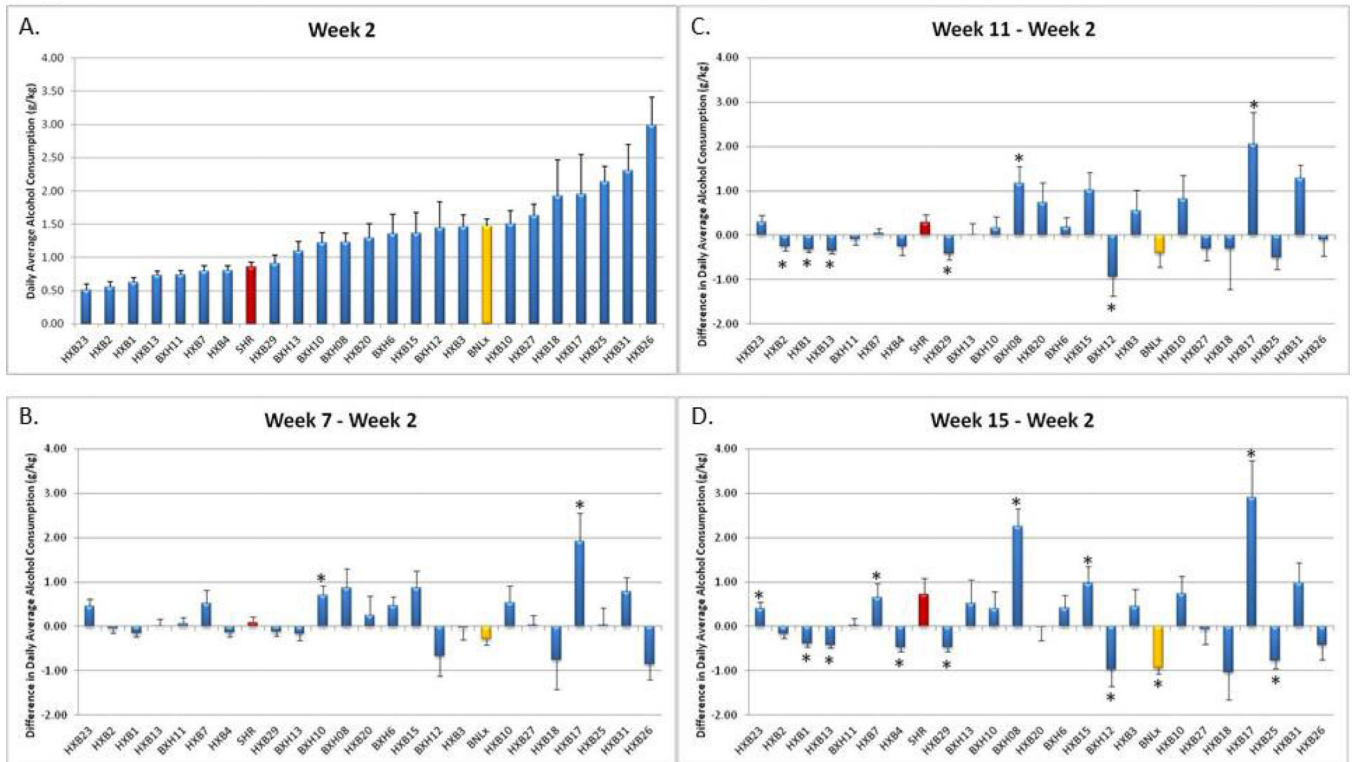 A.
Week 2
Daily Average Alcohol Consumption (g/kg)
4.00
3.50
3.00
2.50
2.00
1.50
1.00
0.50
0.00
HXB23 HXB2 HXB1 HXB13 BXH11 HXB7 HXB4 SHR HXB29 BXH13 BXH10 BXH08 HXB20 BXH6 HXB15 BXH12 HXB3 BNLx HXB10 HXB27 HXB18 HXB17 HXB25 HXB31 HXB26
B.
Week 7 - Week 2
Difference in Daily Average Alcohol Consumption (g/kg)
4.00
3.00
2.00
1.00
0.00
-1.00
-2.00
* *
HXB23 HXB2 HXB1 HXB13 BXH11 HXB7 HXB4 SHR HXB29 BXH13 BXH10 BXH08 HXB20 BXH6 HXB15 BXH12 HXB3 BNLx HXB10 HXB27 HXB18 HXB17 HXB25 HXB31 HXB26
C.
Week 11 - Week 2
Difference in Daily Average Alcohol Consumption (g/kg)
4.00
3.00
2.00
1.00
0.00
-1.00
-2.00
* * * * * * *
HXB23 HXB2 HXB1 HXB13 BXH11 HXB7 HXB4 SHR HXB29 BXH13 BXH10 BXH08 HXB20 BXH6 HXB15 BXH12 HXB3 BNLx HXB10 HXB27 HXB18 HXB17 HXB25 HXB31 HXB26
D.
Week 15 - Week 2
Difference in Daily Average Alcohol Consumption (g/kg)
4.00
3.00
2.00
1.00
0.00
-1.00
-2.00
* * * * * * * * * * * *
HXB23 HXB2 HXB1 HXB13 BXH11 HXB7 HXB4 SHR HXB29 BXH13 BXH10 BXH08 HXB20 BXH6 HXB15 BXH12 HXB3 BNLx HXB10 HXB27 HXB18 HXB17 HXB25 HXB31 HXB26